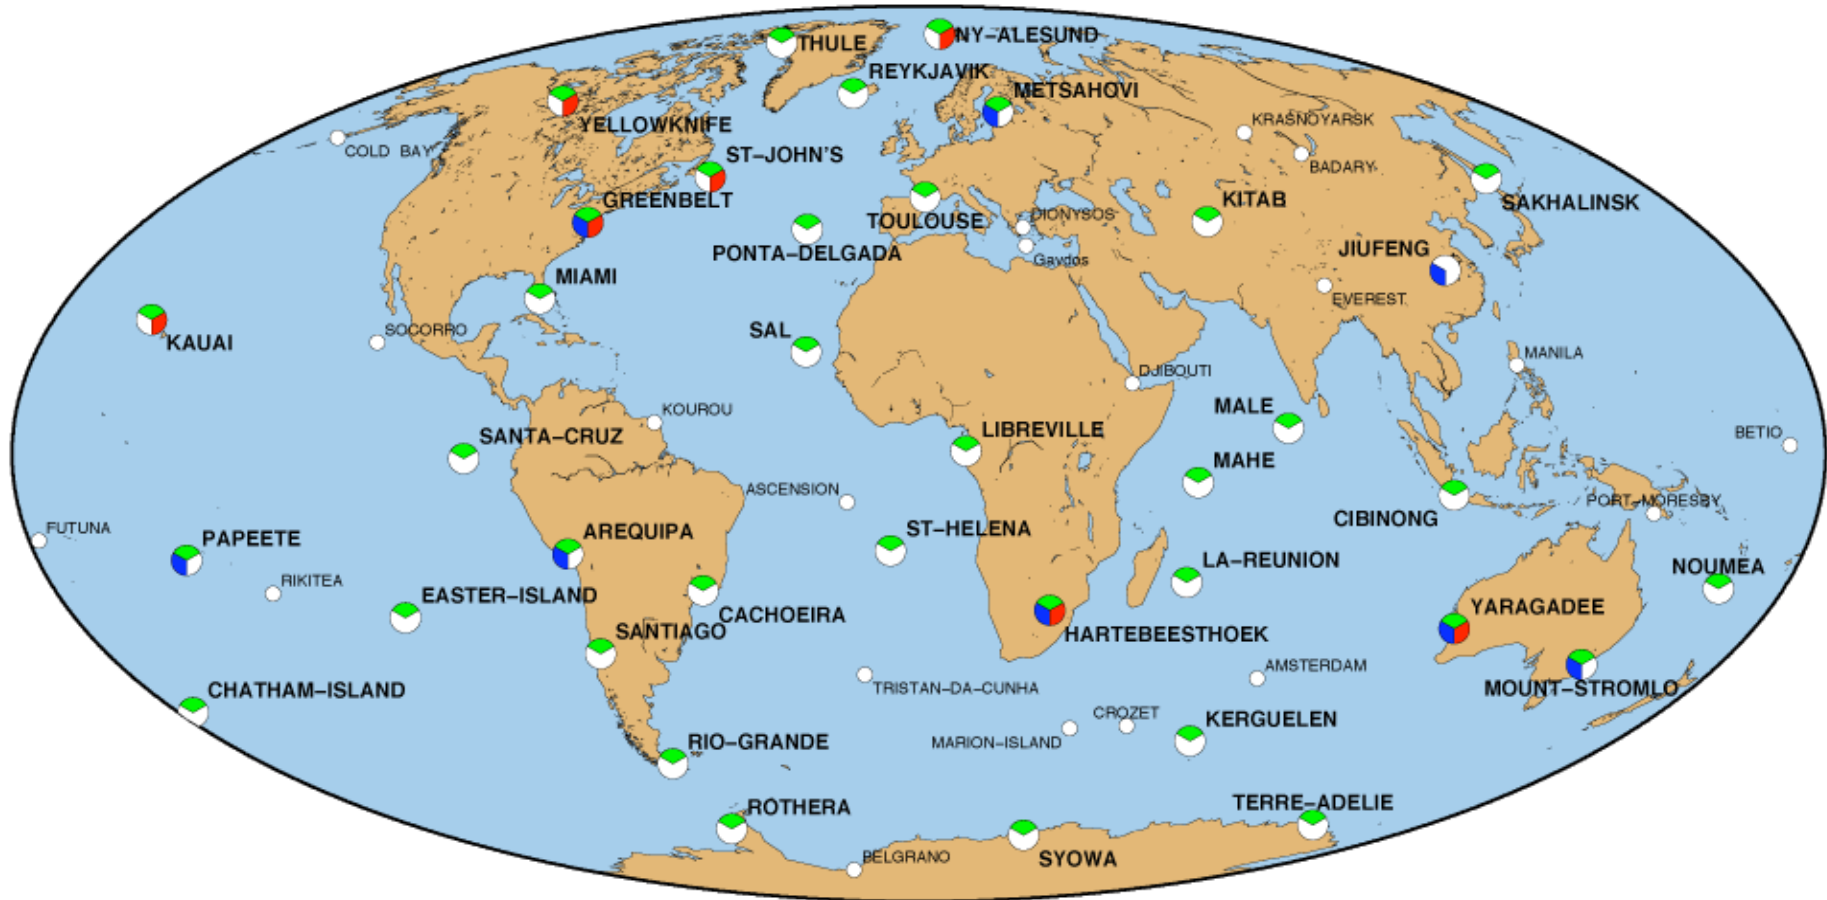 THULE
NY-ALESUND
REYKJAVIK
METSAHOVI
YELLOWKNIFE
KRASNOYARSK
COLD BAY
ST-JOHN'S
BADARY
GREENBELT
KITAB
SAKHALINSK
TOULOUSE
DIONYSOS
PONTA-DELGADA
JIUFENG
Gavdos
MIAMI
EVEREST
KAUAI
SOCORRO
SAL
MANILA
DJIBOUTI
KOUROU
MALE
SANTA-CRUZ
LIBREVILLE
BETIO
MAHE
ASCENSION
PORT-MORESBY
CIBINONG
FUTUNA
PAPEETE
AREQUIPA
ST-HELENA
LA-REUNION
NOUMEA
RIKITEA
EASTER-ISLAND
CACHOEIRA
YARAGADEE
SANTIAGO
HARTEBEESTHOEK
AMSTERDAM
CHATHAM-ISLAND
TRISTAN-DA-CUNHA
MOUNT-STROMLO
CROZET
KERGUELEN
RIO-GRANDE
MARION-ISLAND
ROTHERA
TERRE-ADELIE
BELGRANO
SYOWA